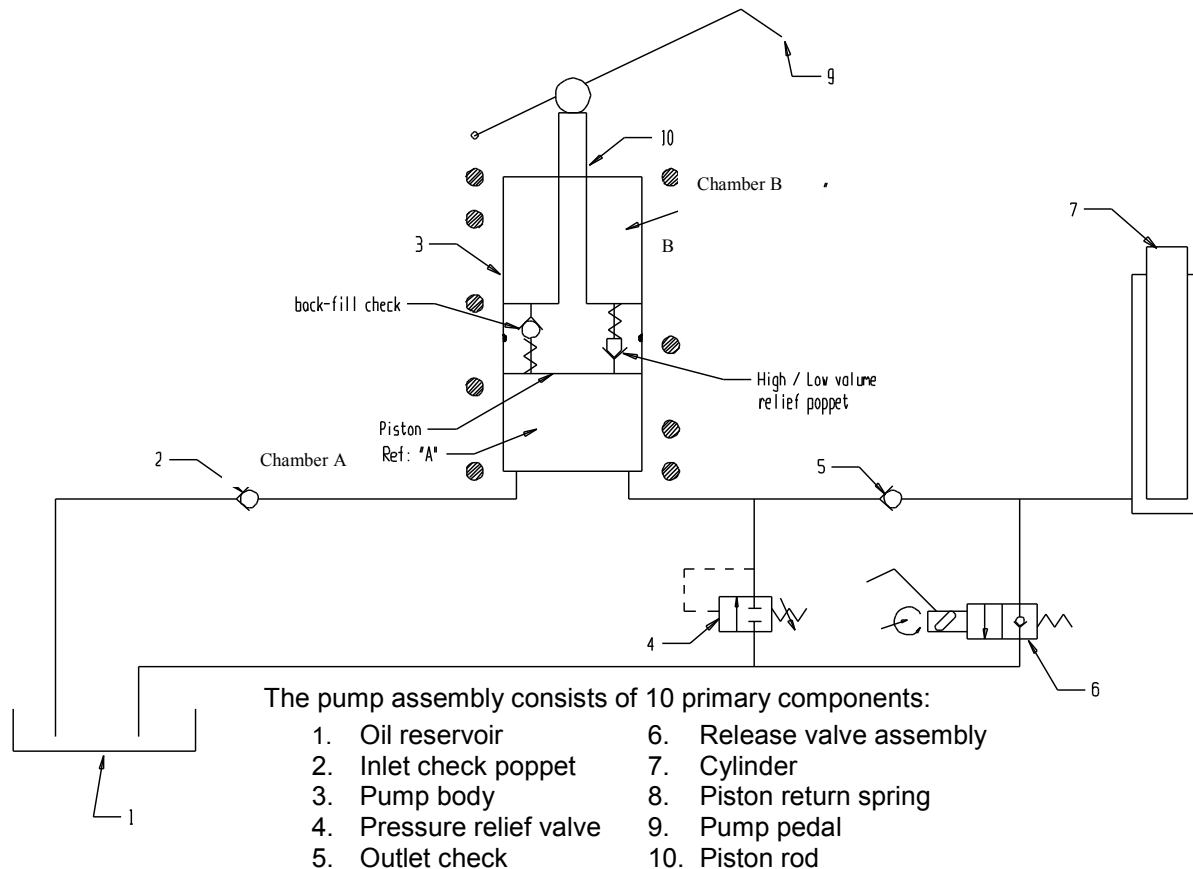 9
10
Chamber B "
7
3
B
back-fill check
High / Low valume
relief poppet
Piston
Ref: "A"
Chamber A
2
5
4
6
The pump assembly consists of 10 primary components:
1. Oil reservoir
2. Inlet check poppet
3. Pump body
4. Pressure relief valve
5. Outlet check
6. Release valve assembly
7. Cylinder
8. Piston return spring
9. Pump pedal
10. Piston rod
1